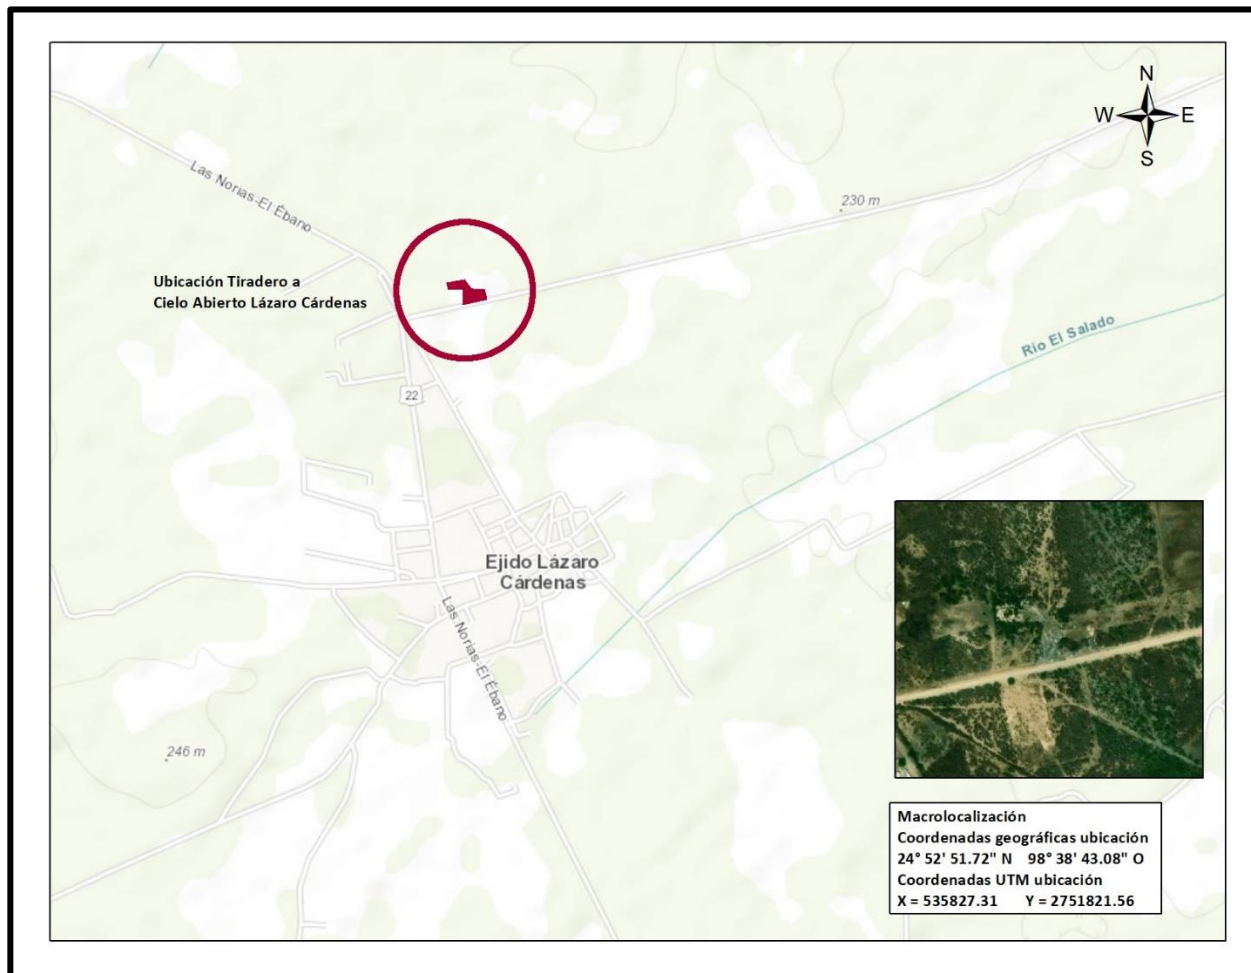 N
W E
S
Las Norias-El Ébano
230 m
Ubicación Tiradero a
Cielo Abierto Lázaro Cárdenas
Río El Salado
22
Ejido Lázaro
Cárdenas
Las Norias-El Ébano
246 m
Macrolocalización
Coordenadas geográficas ubicación
24° 52' 51.72" N 98° 38' 43.08" O
Coordenadas UTM ubicación
X = 535827.31 Y = 2751821.56